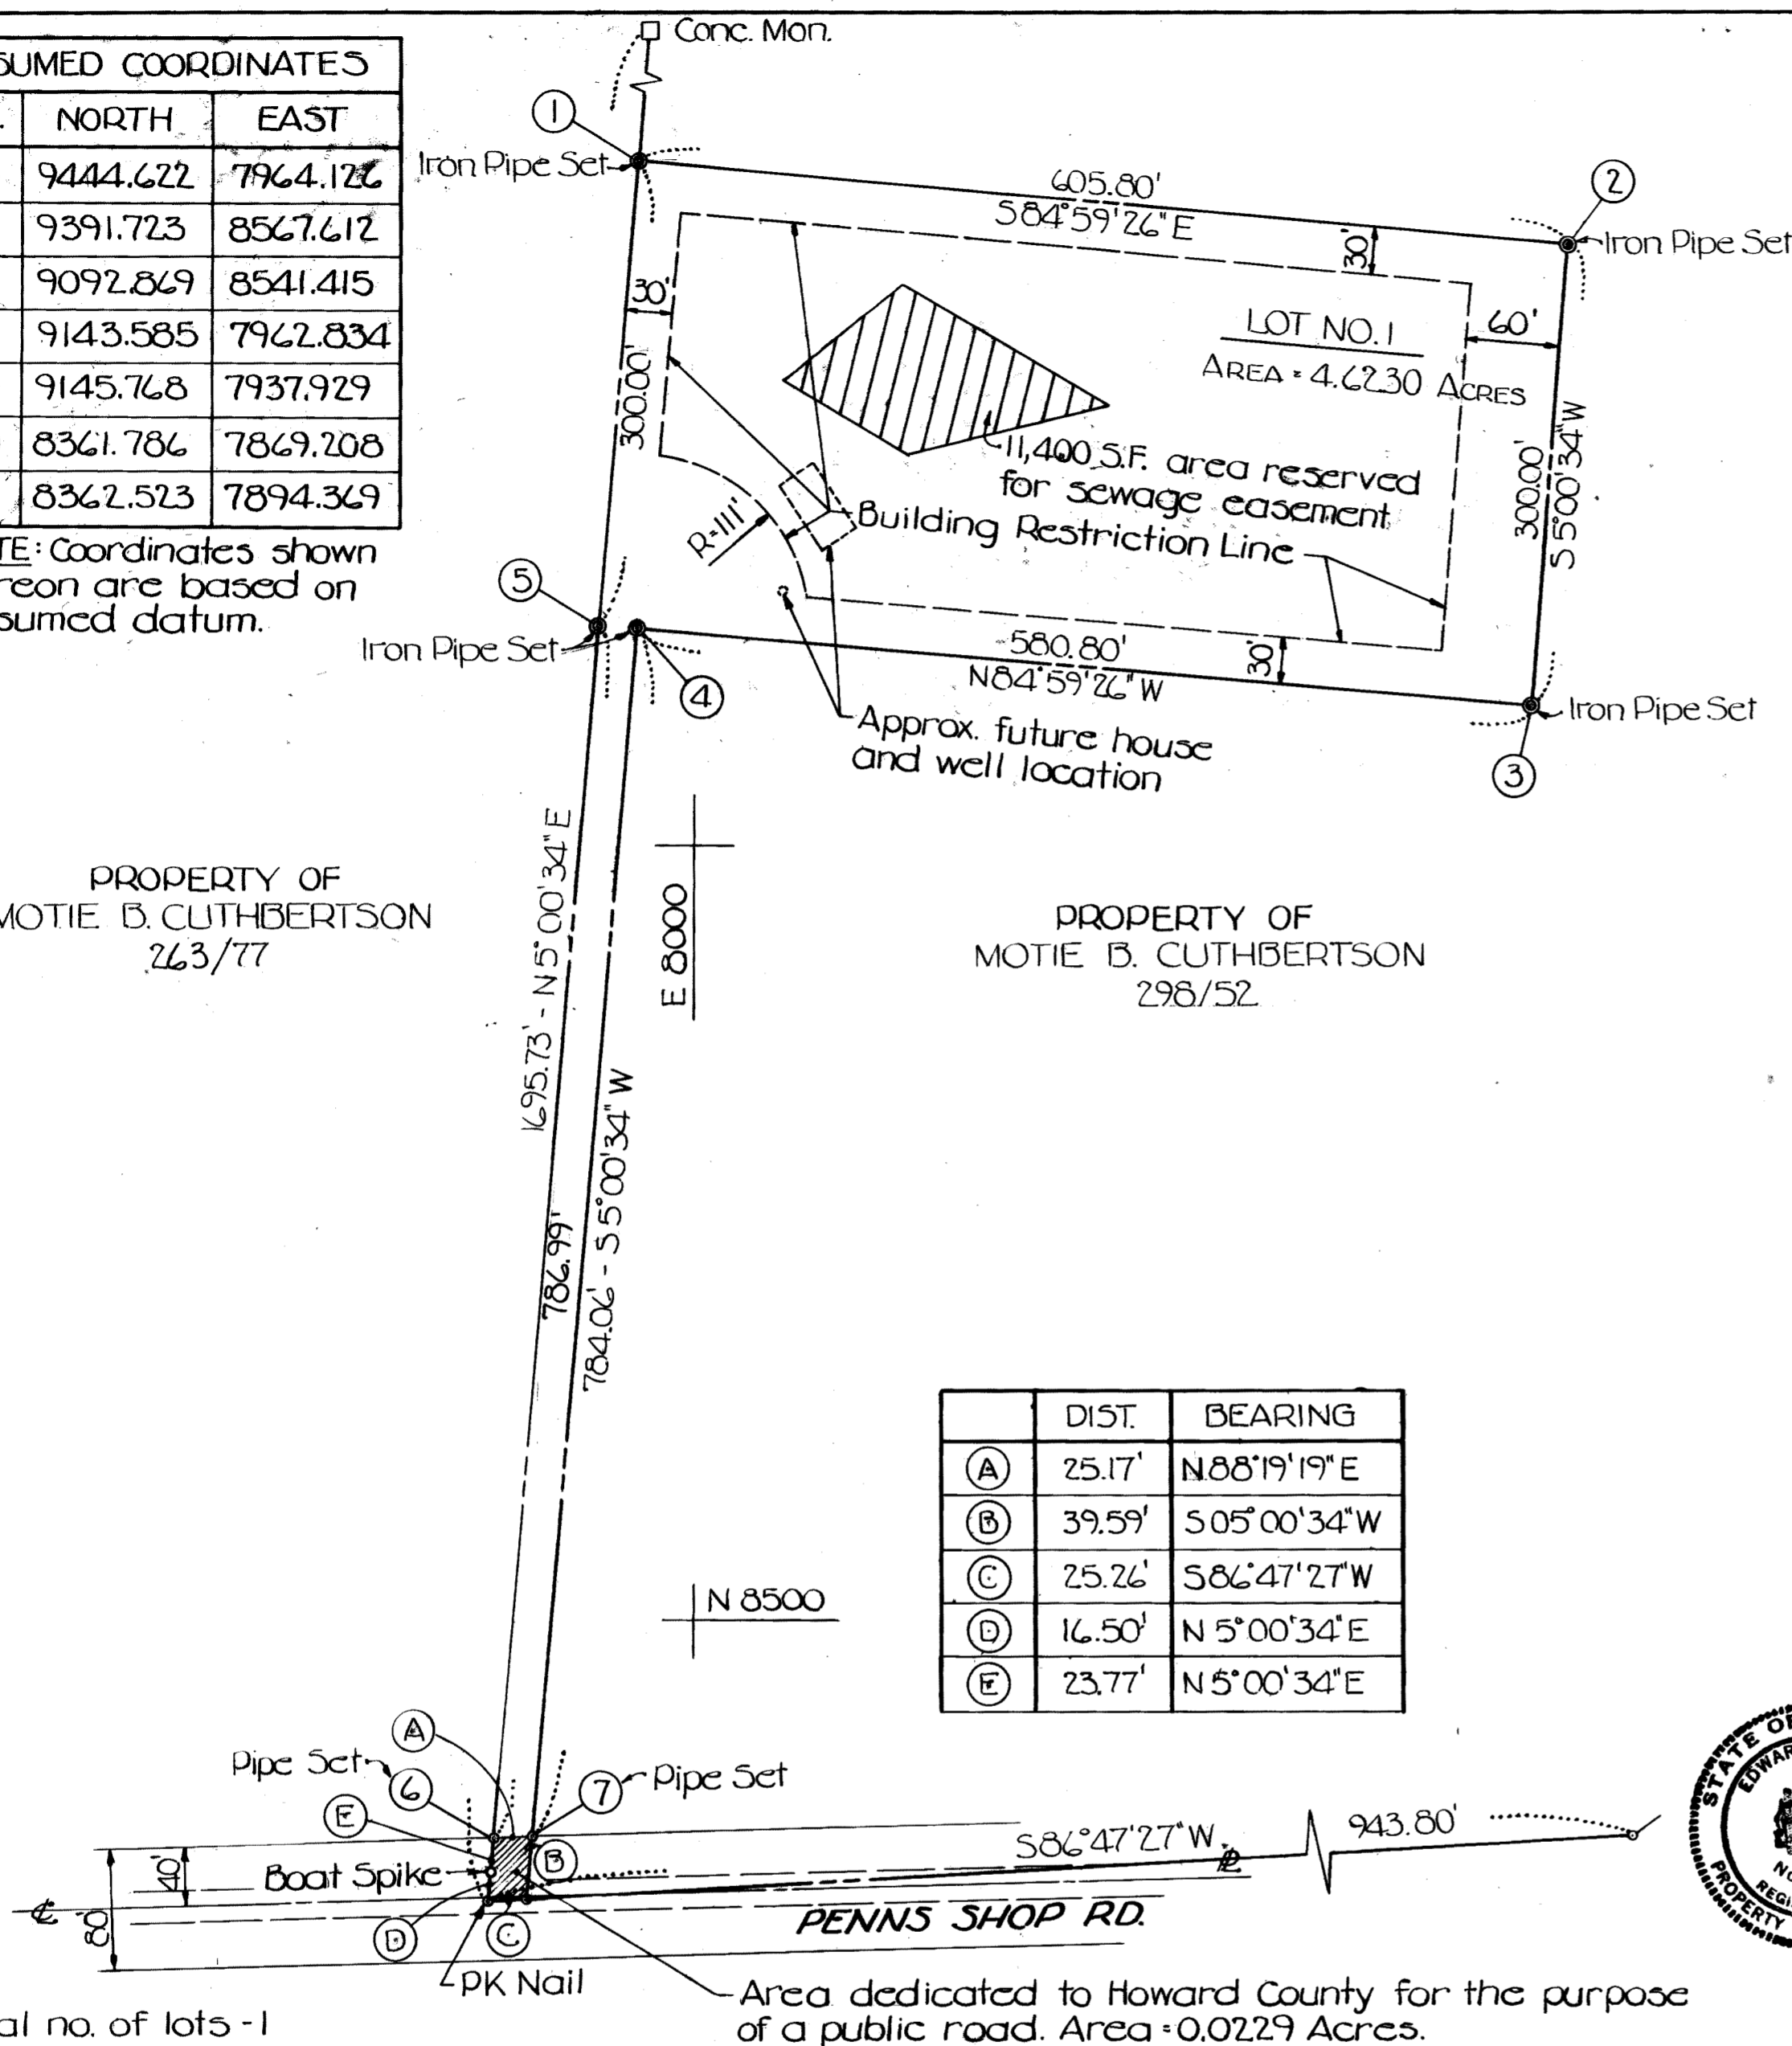 SUMED COORDINATES
NORTH EAST
9444.622 7964.126
9391.723 8567.612
9092.869 8541.415
9143.585 7962.834
9145.768 7937.929
8361.786 7869.208
8362.523 7894.369
TE: Coordinates shown
reon are based on
sumed datum.
Conc. Mon.
1
Iron Pipe Set
605.80'
S84°59'26"E
2
Iron Pipe Set
30'
30'
300.00'
LOT NO. 1
AREA = 4.6230 ACRES
60'
300.00'
S5°00'34"W
11,400 S.F. area reserved
for sewage easement
Building Restriction Line
R=111'
5
Iron Pipe Set
4
580.80'
N84°59'26"W
30'
Iron Pipe Set
3
Approx. future house
and well location
PROPERTY OF
MOTIE B. CUTHBERTSON
263/77
E 8000
PROPERTY OF
MOTIE B. CUTHBERTSON
298/52
1695.73' - N5°00'34"E
786.99'
784.06' - S5°00'34"W
DIST. BEARING
A 25.17' N88°19'19"E
B 39.59' S05°00'34"W
C 25.26' S86°47'27"W
D 16.50' N5°00'34"E
E 23.77' N5°00'34"E
N 8500
A
Pipe Set
6
7
Pipe Set
E
B
S86°47'27"W
943.80'
40'
Boat Spike
80'
D
C
PENNS SHOP RD.
PK Nail
Area dedicated to Howard County for the purpose
of a public road. Area = 0.0229 Acres.
al no. of lots - 1
STATE OF
EDWAR
NO
REGI
PROPERTY